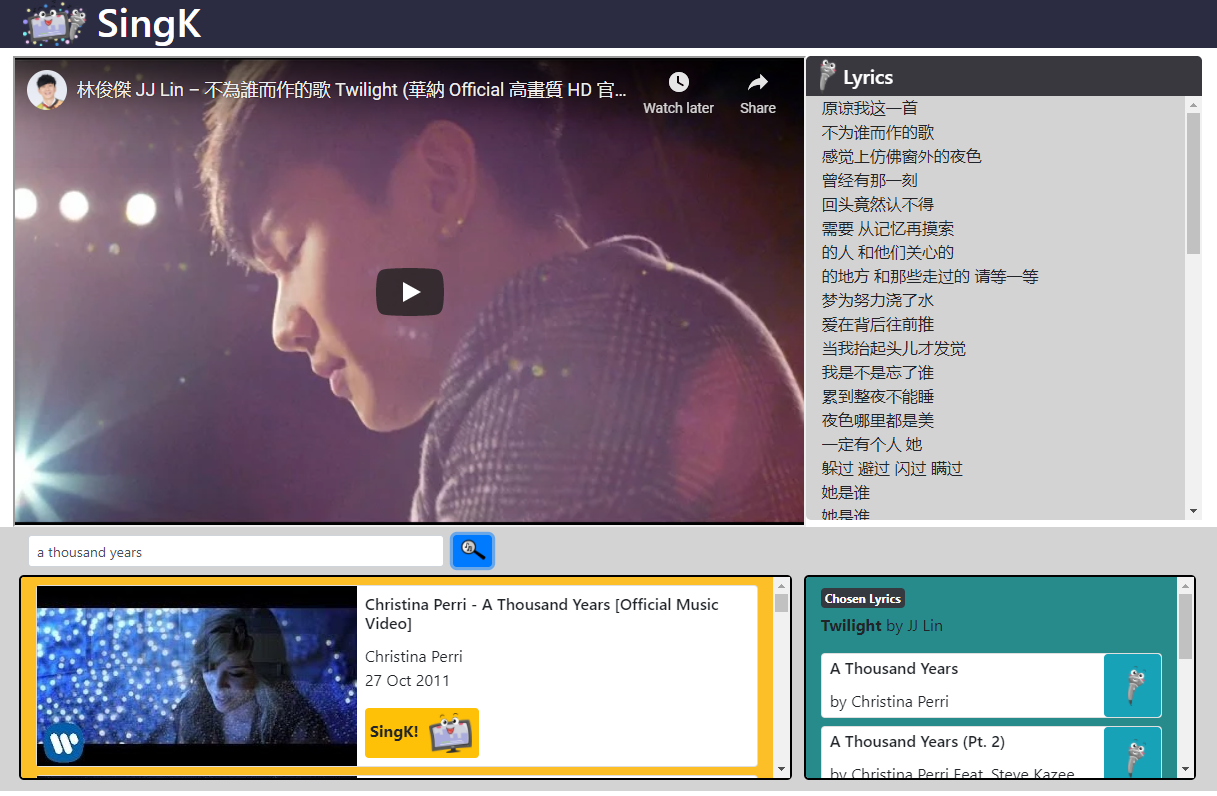 SingK
林俊傑 JJ Lin – 不為誰而作的歌 Twilight (華納 Official 高畫質 HD 官...
Watch later
Share
Lyrics
原谅我这一首
不为谁而作的歌
感觉上仿佛窗外的夜色
曾经有那一刻
回头竟然认不得
需要 从记忆再摸索
的人 和他们关心的
的地方 和那些走过的 请等一等
梦为努力浇了水
爱在背后往前推
当我抬起头儿才发觉
我是不是忘了谁
累到整夜不能睡
夜色哪里都是美
一定有个人 她
躲过 避过 闪过 瞒过
她是谁
她是谁
a thousand years
Christina Perri - A Thousand Years [Official Music
Video]
Christina Perri
27 Oct 2011
SingK!
Chosen Lyrics
Twilight by JJ Lin
A Thousand Years
by Christina Perri
A Thousand Years (Pt. 2)
by Christina Perri Feat. Steve Kazee